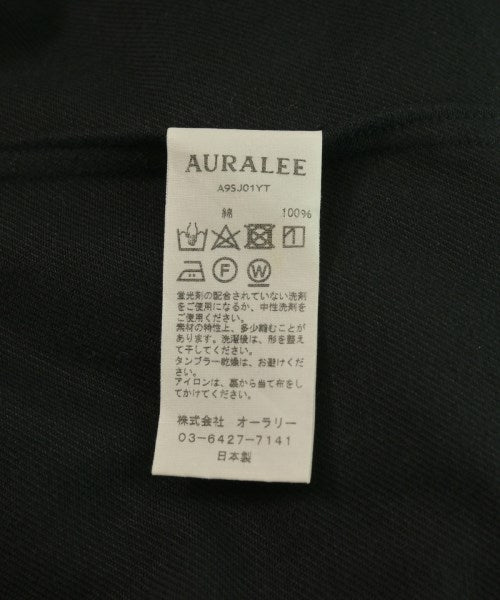 AURALEE
A9SJ01YT
綿 100%
F W
蛍光剤の配合されていない洗剤
をご使用になるか、中性洗剤を
ご使用ください。
素材の特性上、多少縮むことが
あります。洗濯後は、形を整え
て干してください。
タンブラー乾燥は、お避けくださ
い。
アイロンは、裏から当て布をし
てかけてください。
株式会社 オーラリー
03-6427-7141
日本製